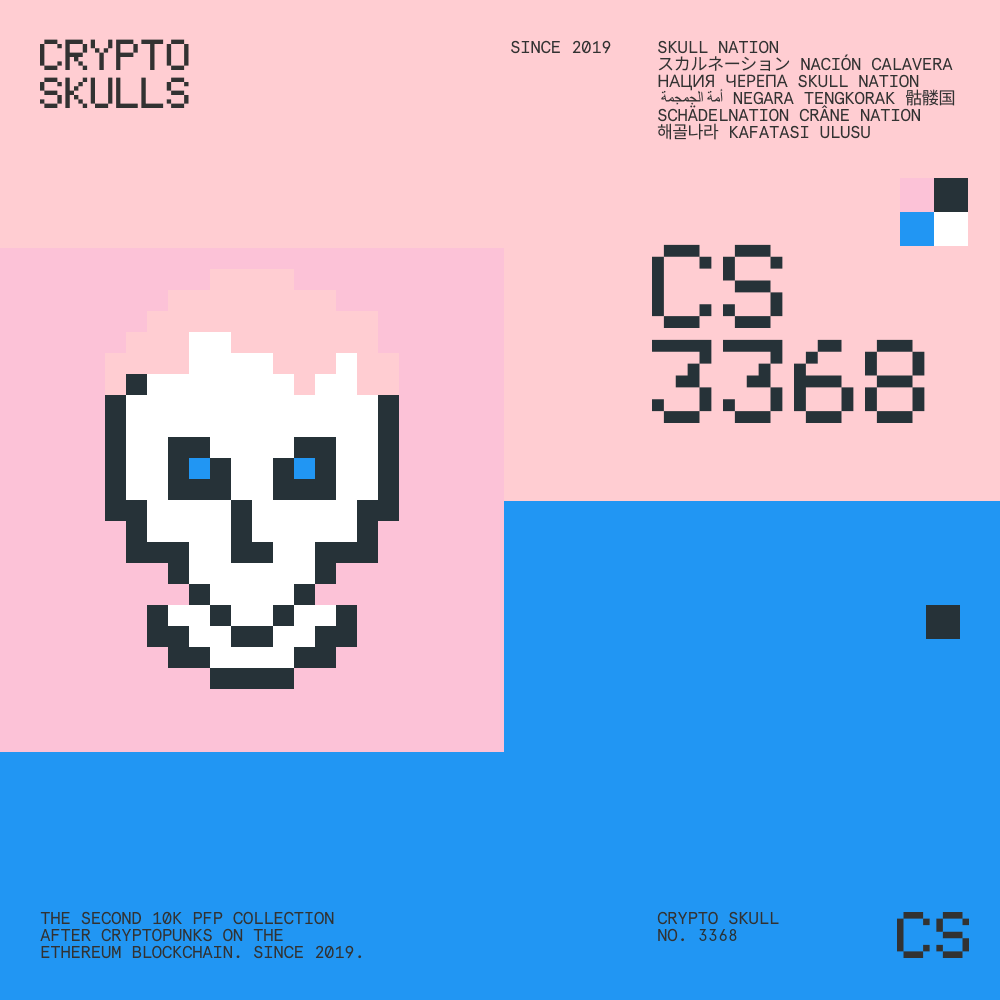 CRYPTO
SKULLS
SINCE 2019
SKULL NATION
スカルネーション NACIÓN CALAVERA
НАЦИЯ ЧЕРЕПА SKULL NATION
أمة الجمجمة NEGARA TENGKORAK 骷髅国
SCHÄDELNATION CRÂNE NATION
해골나라 KAFATASI ULUSU
CS
3368
THE SECOND 10K PFP COLLECTION
AFTER CRYPTOPUNKS ON THE
ETHEREUM BLOCKCHAIN. SINCE 2019.
CRYPTO SKULL
NO. 3368
CS